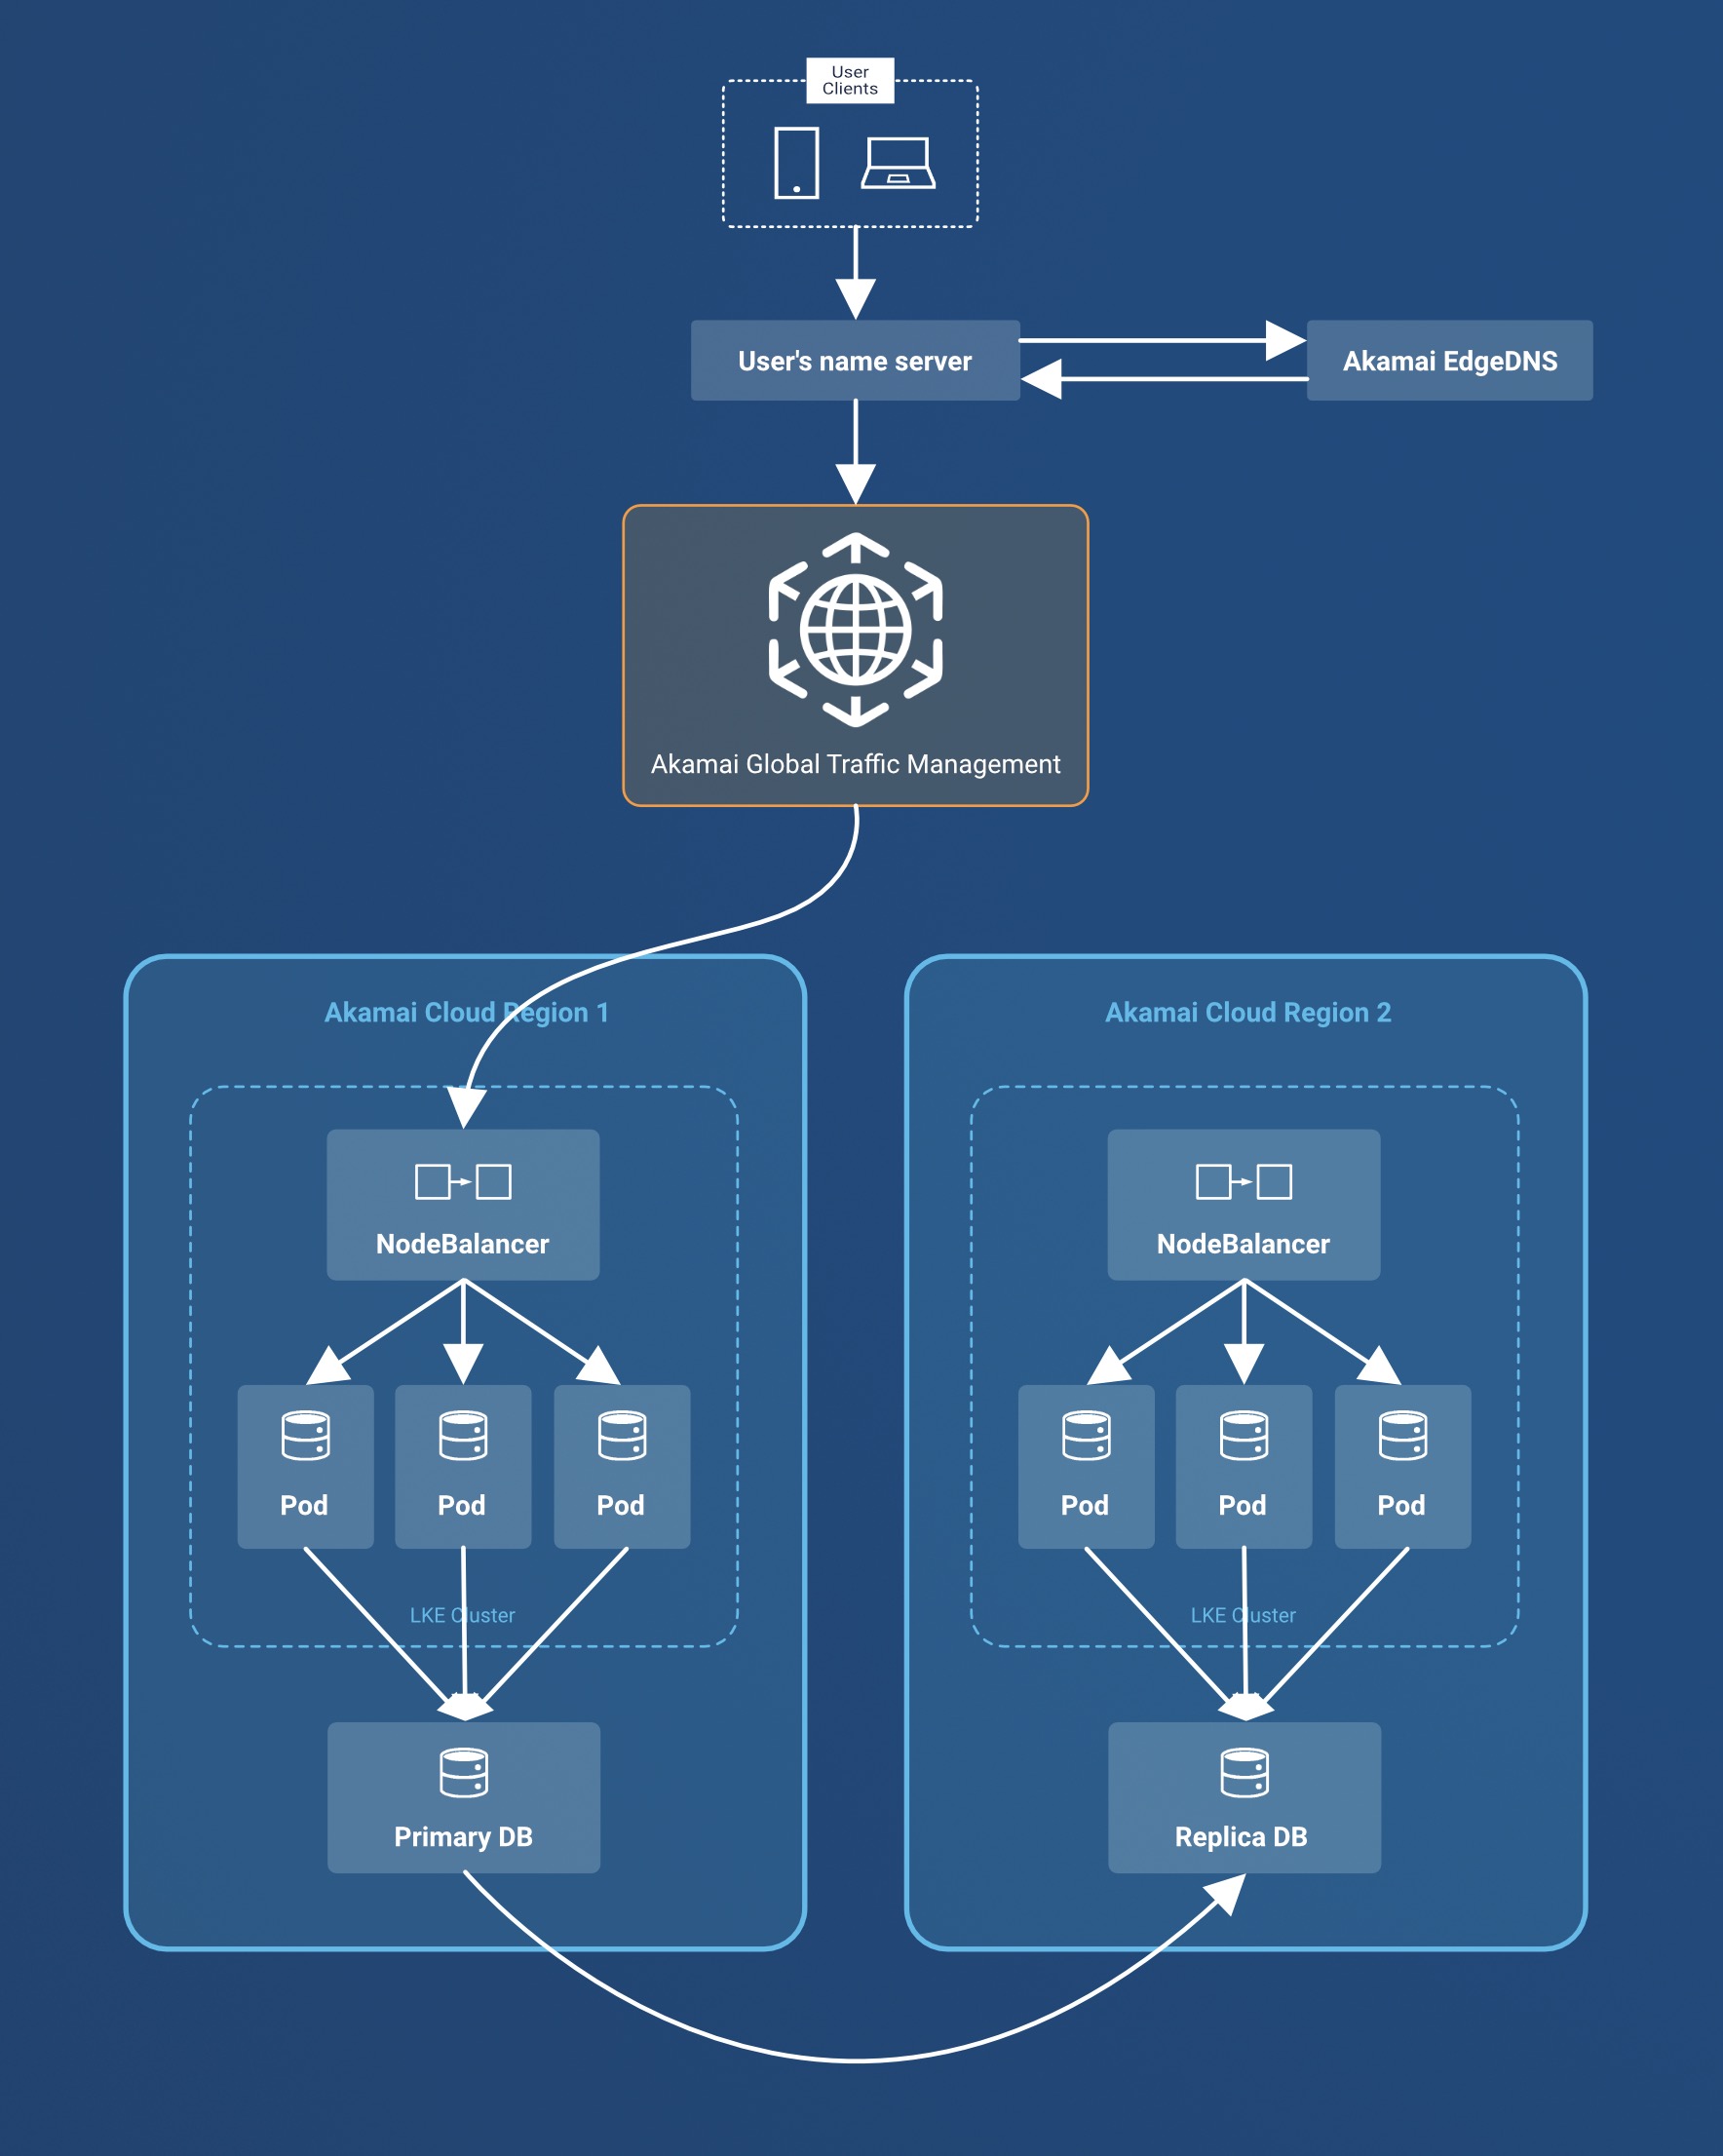 User
Clients
User's name server
Akamai EdgeDNS
Akamai Global Traffic Management
Akamai Cloud Region 1
Akamai Cloud Region 2
NodeBalancer
NodeBalancer
Pod
Pod
Pod
Pod
Pod
Pod
LKE Cluster
LKE Cluster
Primary DB
Replica DB